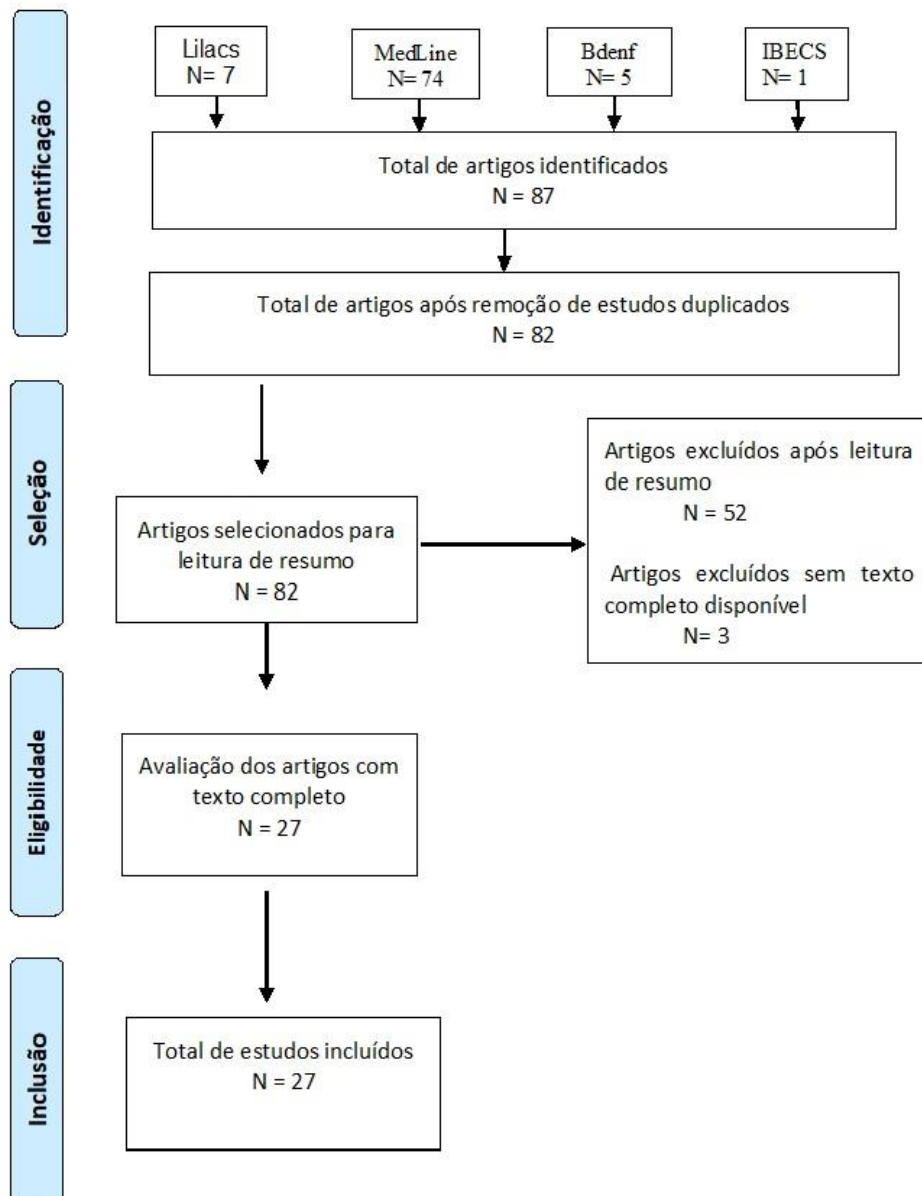 Identificação
Lilacs
N= 7
MedLine
N= 74
Bdenf
N= 5
IBECS
N= 1
Total de artigos identificados
N = 87
Total de artigos após remoção de estudos duplicados
N = 82
Seleção
Artigos selecionados para
leitura de resumo
N = 82
Artigos excluídos após leitura
de resumo
N = 52
Artigos excluídos sem texto
completo disponível
N= 3
Eligibilidade
Avaliação dos artigos com
texto completo
N = 27
Inclusão
Total de estudos incluídos
N = 27